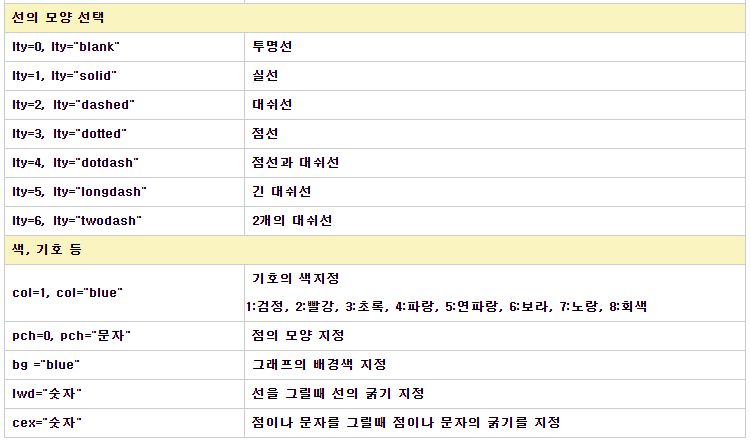 선의 모양 선택
lty=0, lty="blank" 투명선
lty=1, lty="solid" 실선
lty=2, lty="dashed" 대쉬선
lty=3, lty="dotted" 점선
lty=4, lty="dotdash" 점선과 대쉬선
lty=5, lty="longdash" 긴 대쉬선
lty=6, lty="twodash" 2개의 대쉬선
색, 기호 등
col=1, col="blue" 기호의 색지정
1:검정, 2:빨강, 3:초록, 4:파랑, 5:연파랑, 6:보라, 7:노랑, 8:회색
pch=0, pch="문자" 점의 모양 지정
bg ="blue" 그래프의 배경색 지정
lwd="숫자" 선을 그릴때 선의 굵기 지정
cex="숫자" 점이나 문자를 그릴때 점이나 문자의 굵기를 지정